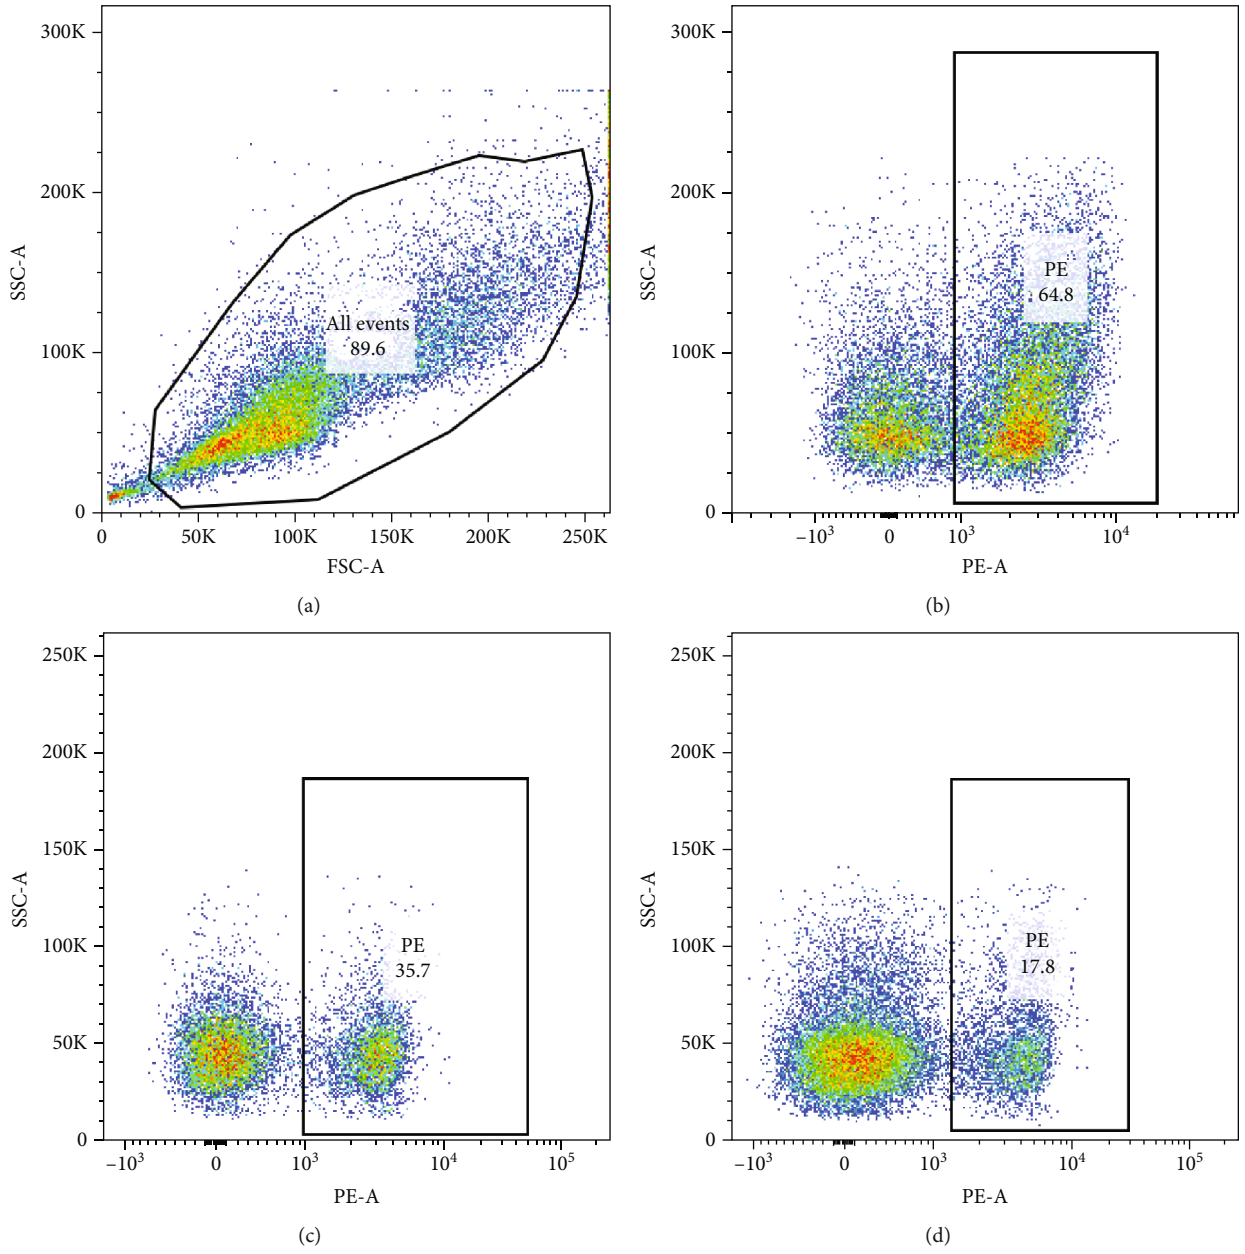 300K
200K
100K
0
SSC-A
All events
89.6
0 50K 100K 150K 200K 250K
FSC-A
(a)
300K
200K
100K
0
SSC-A
PE
64.8
–10³ 0 10³ 10⁴
PE-A
(b)
250K
200K
150K
100K
50K
0
SSC-A
PE
35.7
–10³ 0 10³ 10⁴ 10⁵
PE-A
(c)
250K
200K
150K
100K
50K
0
SSC-A
PE
17.8
–10³ 0 10³ 10⁴ 10⁵
PE-A
(d)